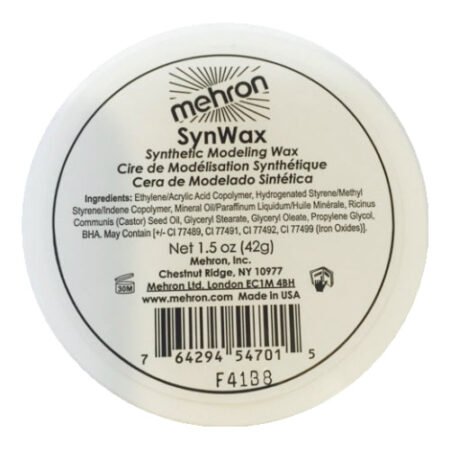 mehron
SynWax
Synthetic Modeling Wax
Cire de Modélisation Synthétique
Cera de Modelado Sintética
Ingredients: Ethylene/Acrylic Acid Copolymer, Hydrogenated Styrene/Methyl
Styrene/Indene Copolymer, Mineral Oil/Paraffinum Liquidum/Huile Minérale, Ricinus
Communis (Castor) Seed Oil, Glyceryl Stearate, Glyceryl Oleate, Propylene Glycol,
BHA. May Contain [+/- CI 77489, CI 77491, CI 77492, CI 77499 (Iron Oxides)].
Net 1.5 oz (42g)
Mehron, Inc.
Chestnut Ridge, NY 10977
Mehron Ltd. London EC1M 4BH
30M
www.mehron.com Made in USA
7 64294 54701 5
F41B8